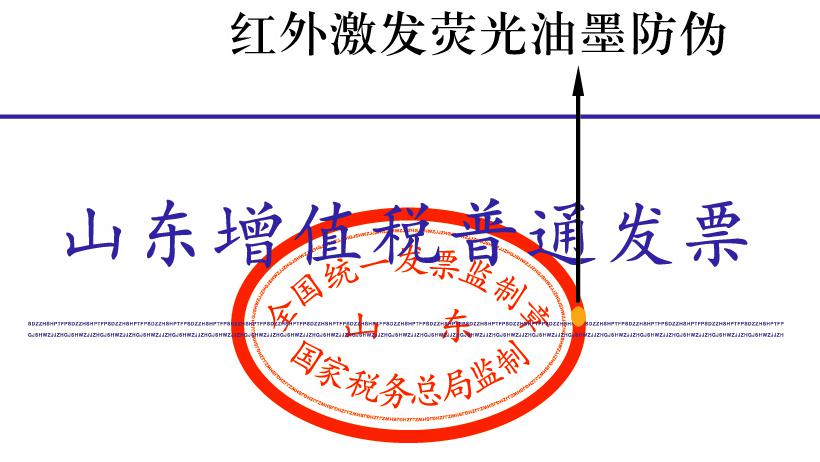 红外激发荧光油墨防伪
山东增值税普通发票
全国统一发票监制章
山 东
国家税务总局监制